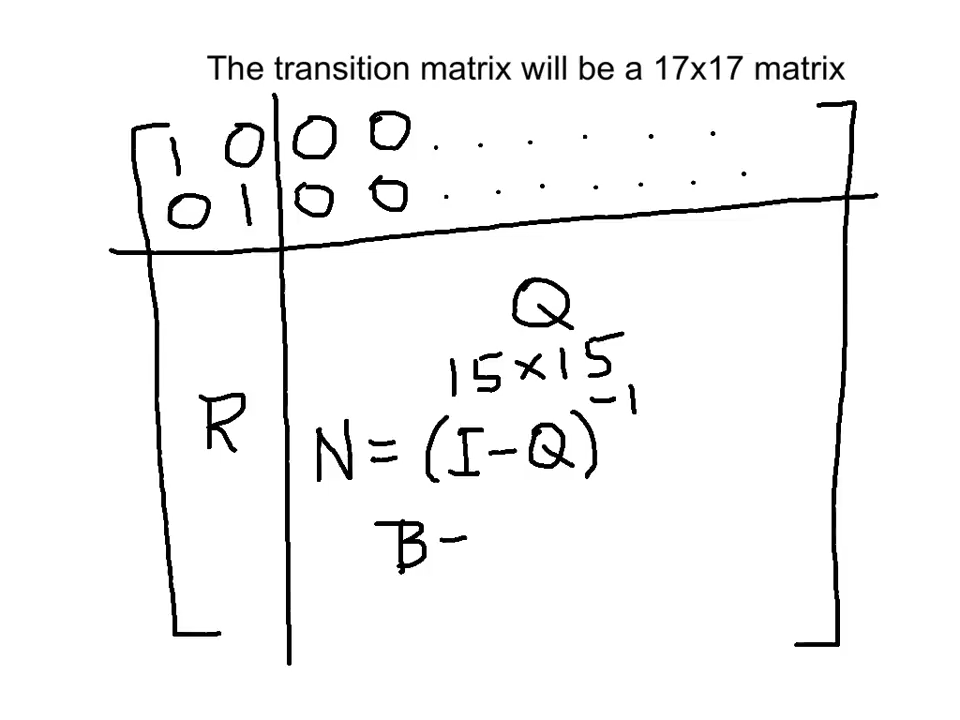 The transition matrix will be a 17x17 matrix
1 0 0 0 . . . . . .
0 1 0 0 . . . . . . .
Q
15×15
R
N = (I-Q)⁻¹
B -